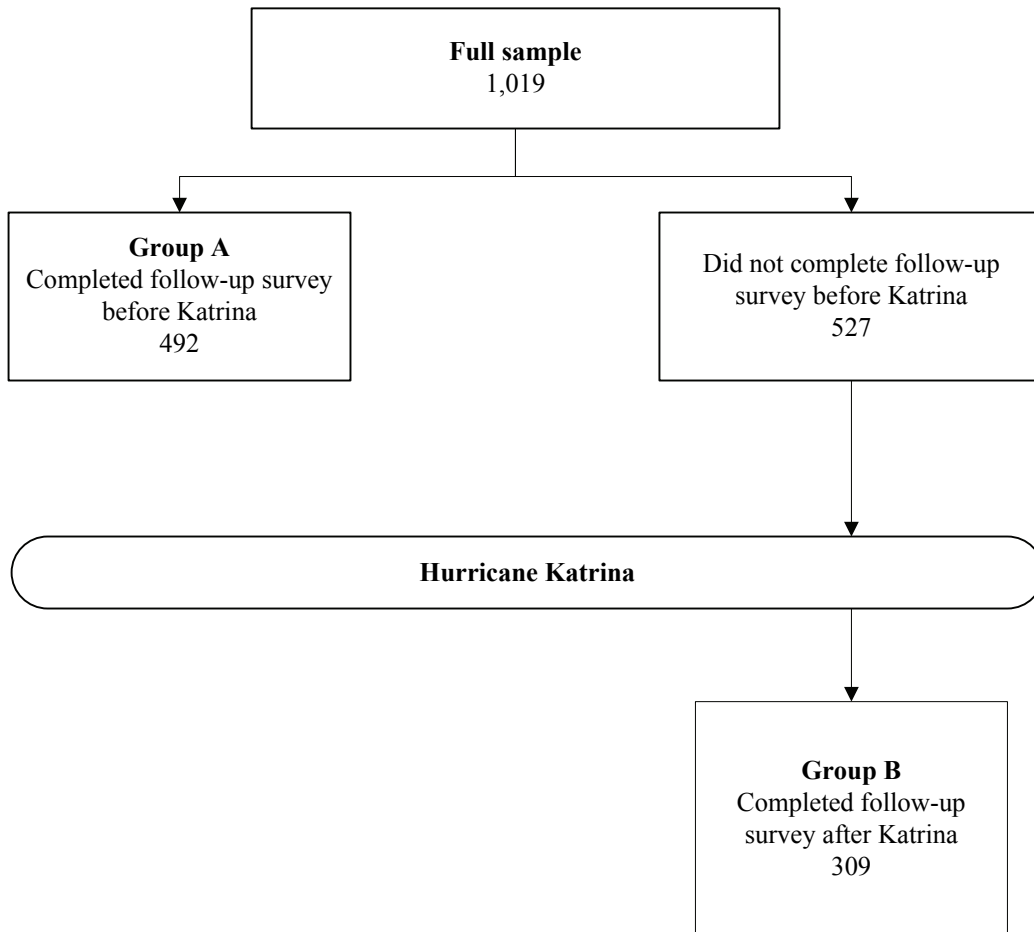 Full sample
1,019
Group A
Completed follow-up survey
before Katrina
492
Did not complete follow-up
survey before Katrina
527
Hurricane Katrina
Group B
Completed follow-up
survey after Katrina
309